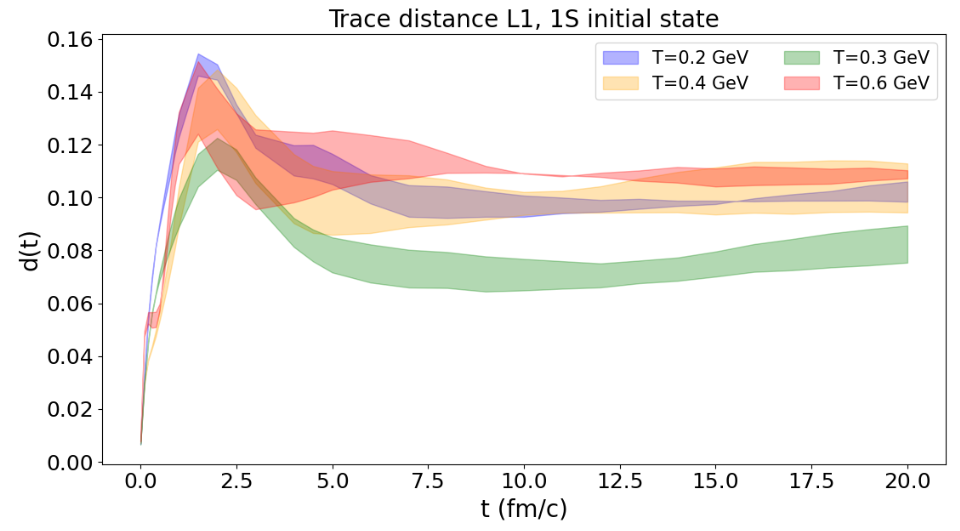 Trace distance L1, 1S initial state
d(t)
0.16
0.14
0.12
0.10
0.08
0.06
0.04
0.02
0.00
T=0.2 GeV T=0.3 GeV
T=0.4 GeV T=0.6 GeV
0.0 2.5 5.0 7.5 10.0 12.5 15.0 17.5 20.0
t (fm/c)